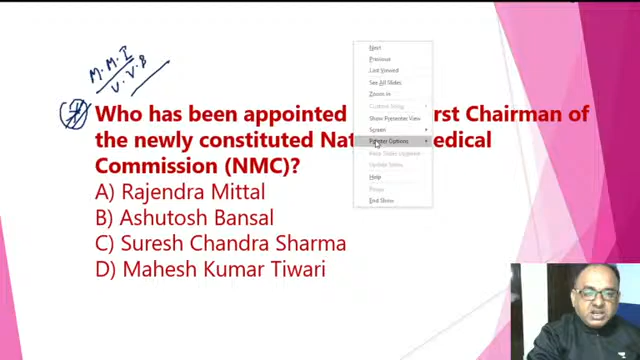 M.M.I
V.V.B
Who has been appointed rst Chairman of
the newly constituted Nat edical
Commission (NMC)?
A) Rajendra Mittal
B) Ashutosh Bansal
C) Suresh Chandra Sharma
D) Mahesh Kumar Tiwari
Next
Previous
Last Viewed
See All Slides
Zoom In
Custom Show
Show Presenter View
Screen
Pointer Options
Help
Pause
End Show